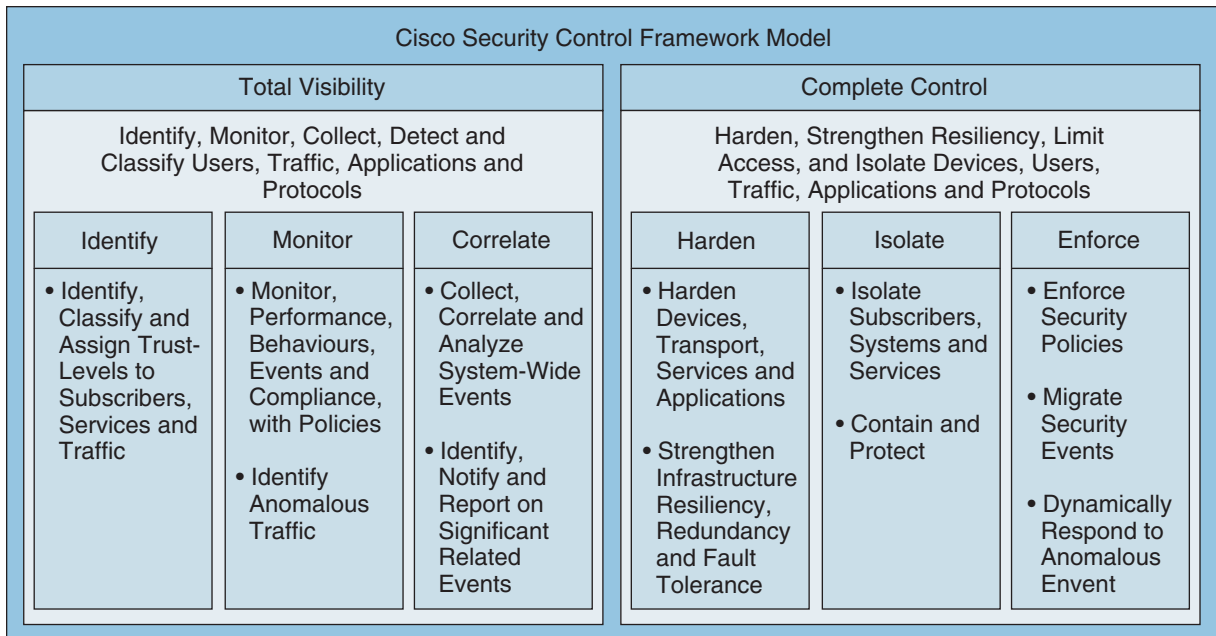 Cisco Security Control Framework Model
Total Visibility
Identify, Monitor, Collect, Detect and
Classify Users, Traffic, Applications and
Protocols
Identify
• Identify,
Classify and
Assign Trust-
Levels to
Subscribers,
Services and
Traffic
Monitor
• Monitor,
Performance,
Behaviours,
Events and
Compliance,
with Policies
• Identify
Anomalous
Traffic
Correlate
• Collect,
Correlate and
Analyze
System-Wide
Events
• Identify,
Notify and
Report on
Significant
Related
Events
Complete Control
Harden, Strengthen Resiliency, Limit
Access, and Isolate Devices, Users,
Traffic, Applications and Protocols
Harden
• Harden
Devices,
Transport,
Services and
Applications
• Strengthen
Infrastructure
Resiliency,
Redundancy
and Fault
Tolerance
Isolate
• Isolate
Subscribers,
Systems and
Services
• Contain and
Protect
Enforce
• Enforce
Security
Policies
• Migrate
Security
Events
• Dynamically
Respond to
Anomalous
Envent